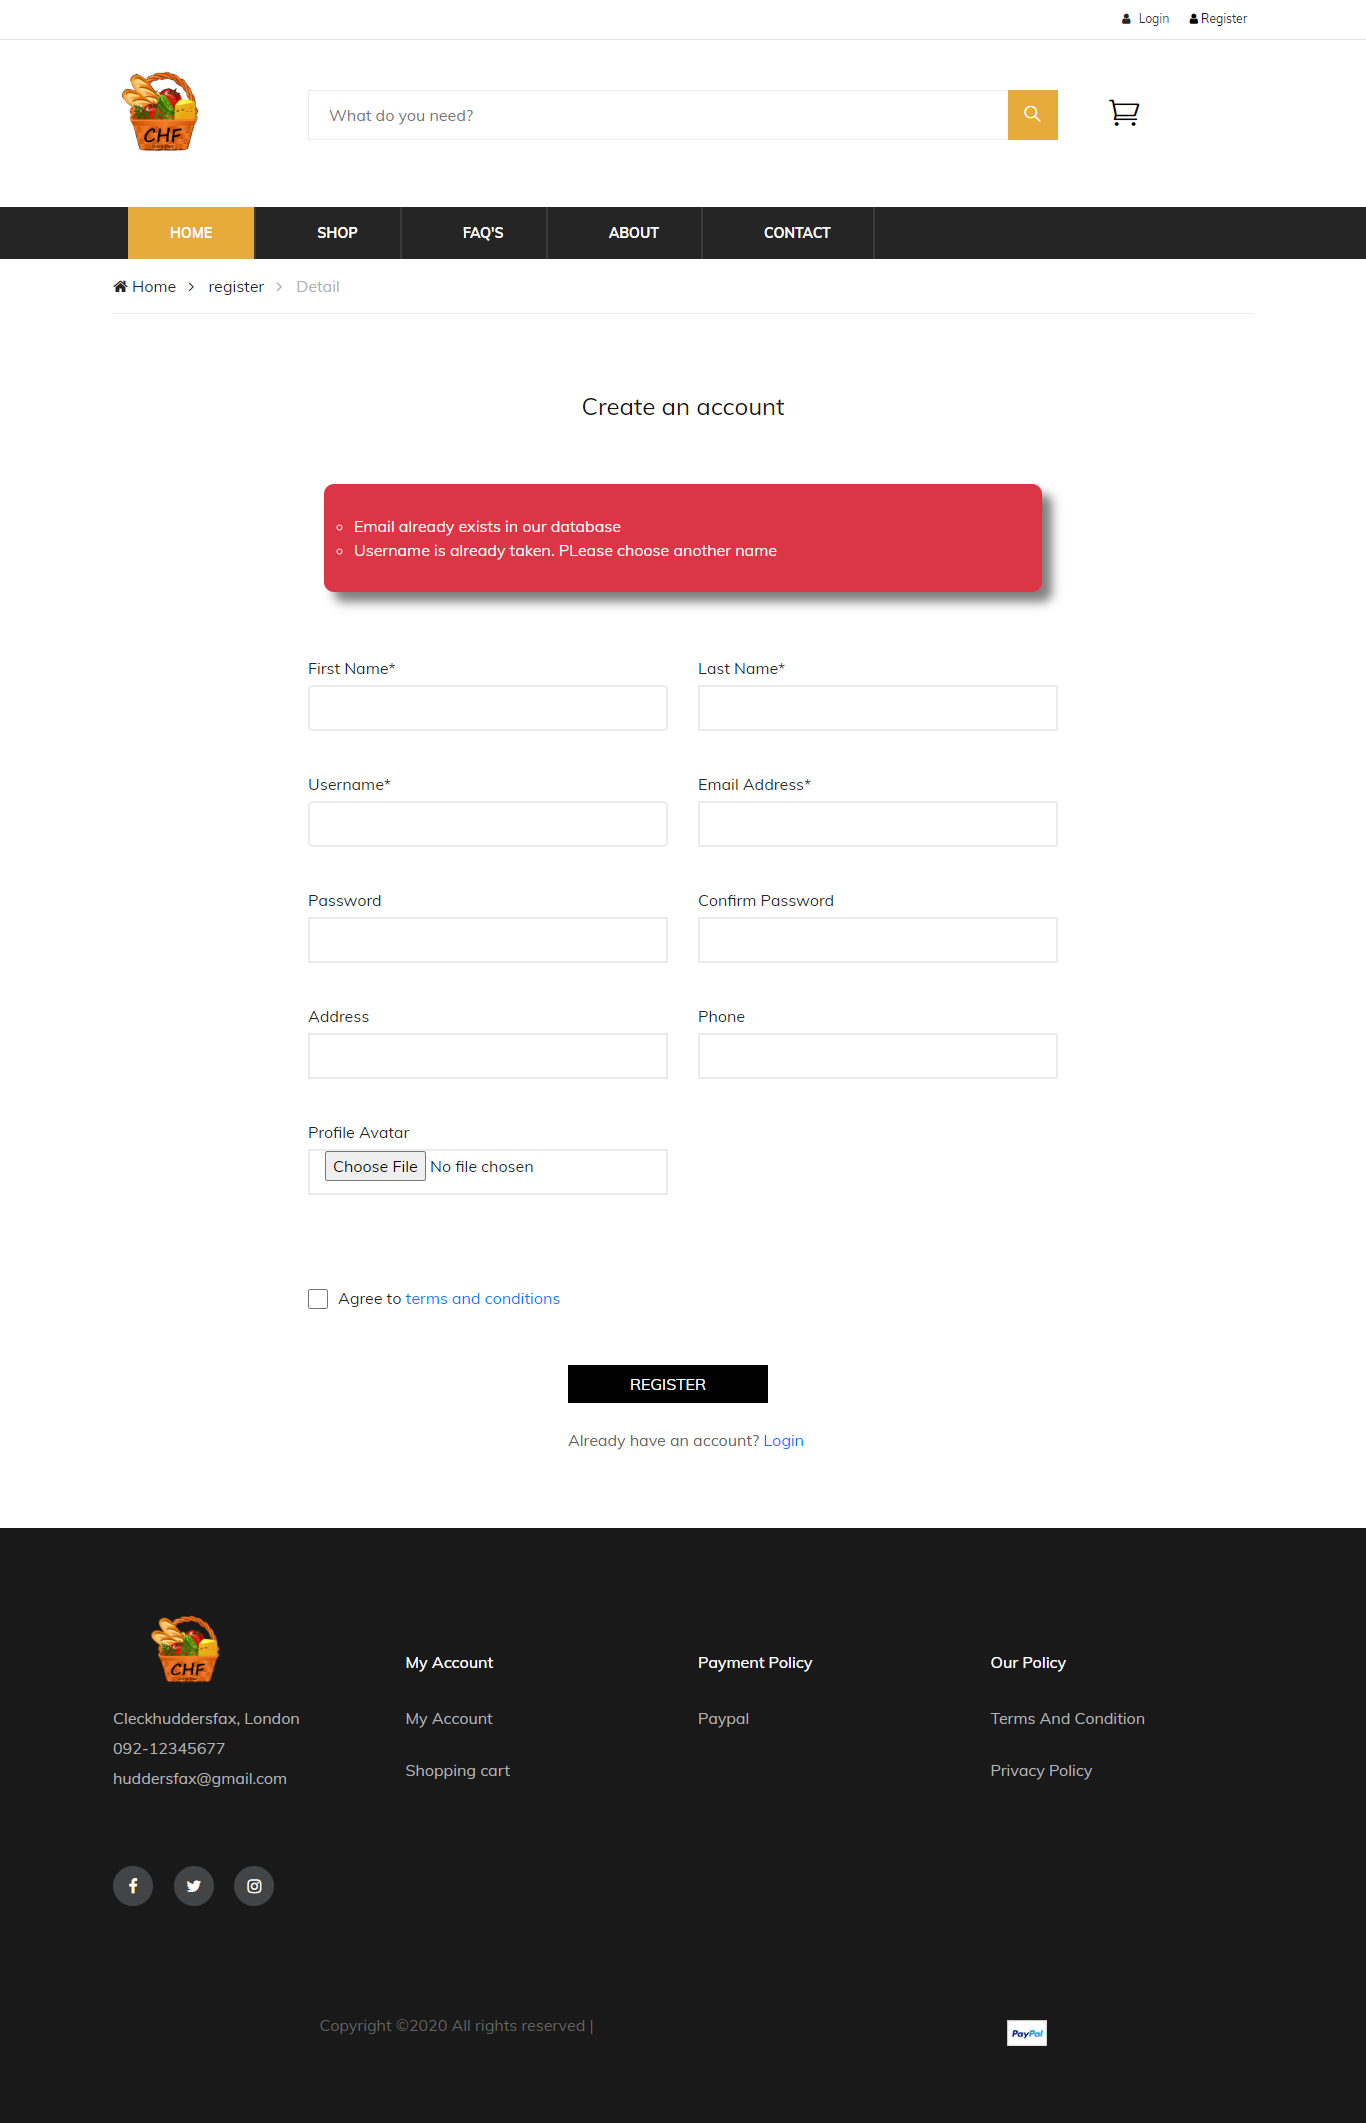 Login Register
CHF
What do you need?
HOME SHOP FAQ'S ABOUT CONTACT
Home > register > Detail
Create an account
Email already exists in our database
Username is already taken. PLease choose another name
First Name* Last Name*
Username* Email Address*
Password Confirm Password
Address Phone
Profile Avatar
Choose File No file chosen
Agree to terms and conditions
REGISTER
Already have an account? Login
CHF
My Account Payment Policy Our Policy
Cleckhuddersfax, London My Account Paypal Terms And Condition
092-12345677
Shopping cart Privacy Policy
huddersfax@gmail.com
Copyright ©2020 All rights reserved |
PayPal